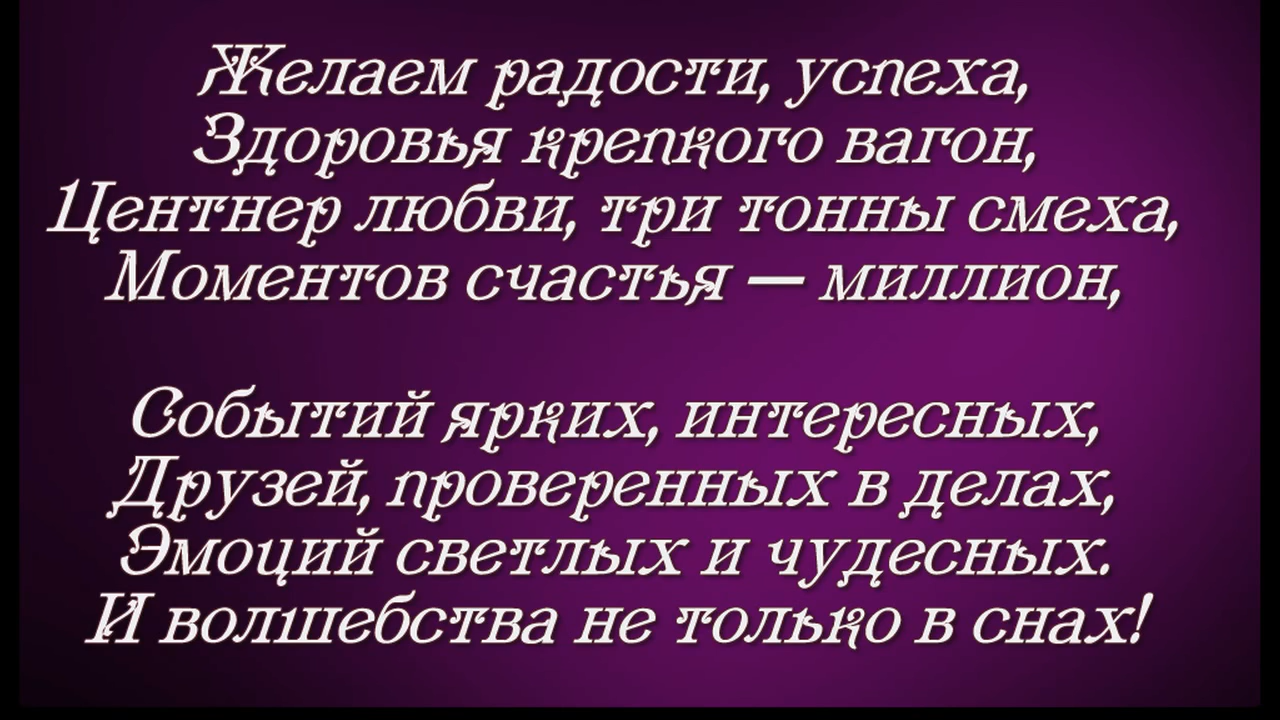 Желаем радости, успеха,
Здоровья крепкого вагон,
Центнер любви, три тонны смеха,
Моментов счастья — миллион,
Событий ярких, интересных,
Друзей, проверенных в делах,
Эмоций светлых и чудесных.
И волшебства не только в снах!